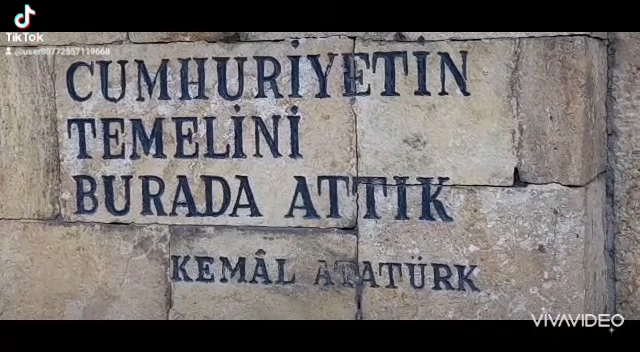 TikTok
CUMHURİYETİN
TEMELİNİ
BURADA ATTIK
KEMÂL ATATÜRK
VIVAVIDEO